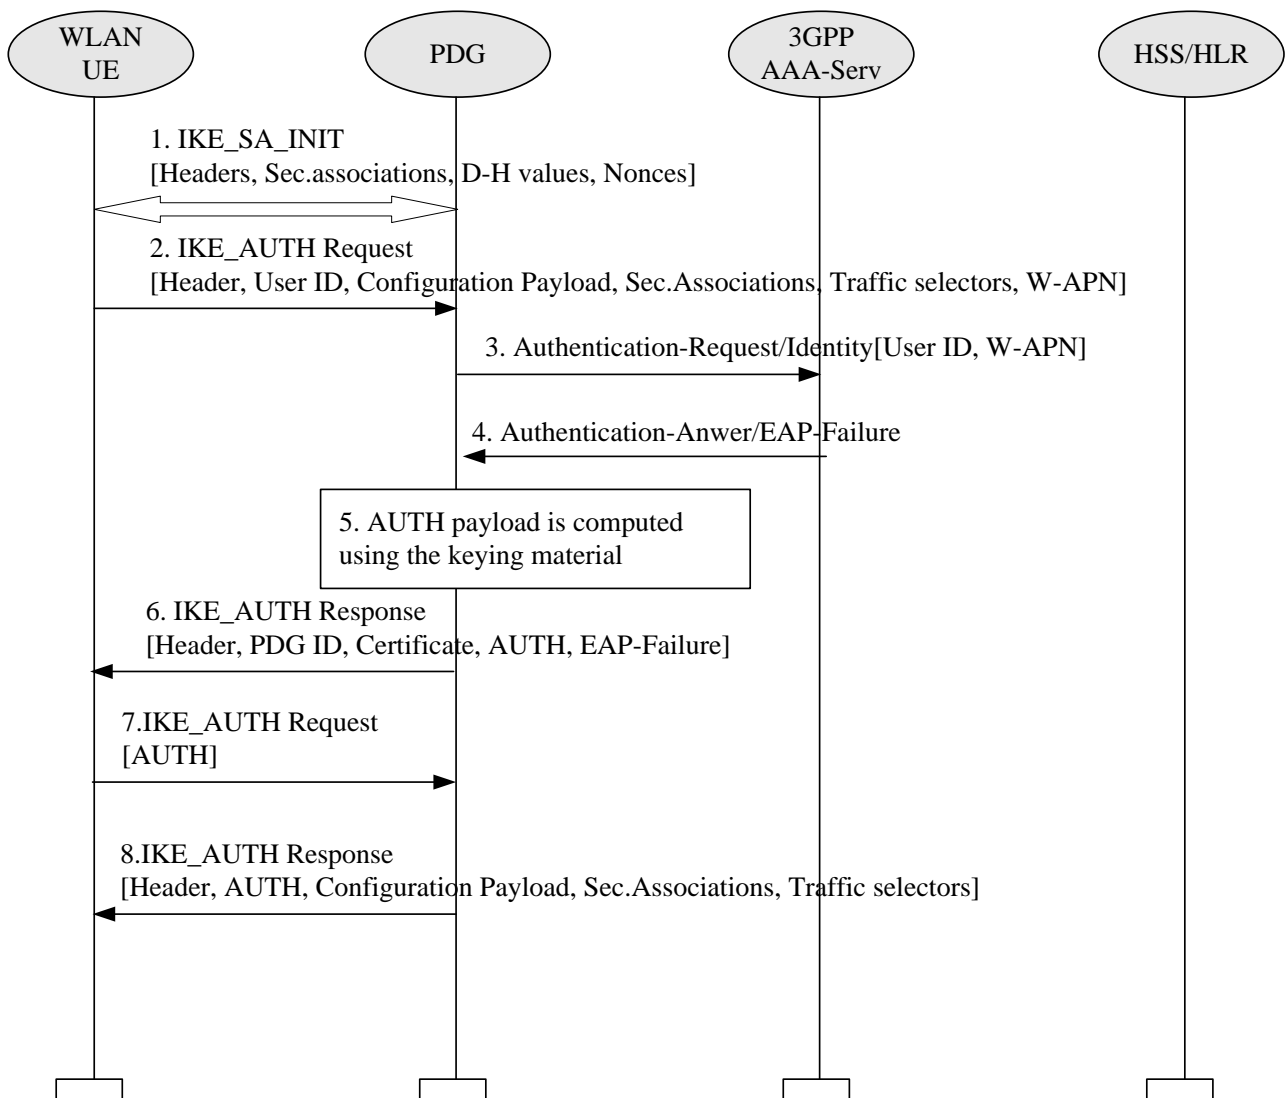 WLAN
UE
PDG
3GPP
AAA-Serv
HSS/HLR
1. IKE_SA_INIT
[Headers, Sec.associations, D-H values, Nonces]
2. IKE_AUTH Request
[Header, User ID, Configuration Payload, Sec.Associations, Traffic selectors, W-APN]
3. Authentication-Request/Identity[User ID, W-APN]
4. Authentication-Anwer/EAP-Failure
5. AUTH payload is computed
using the keying material
6. IKE_AUTH Response
[Header, PDG ID, Certificate, AUTH, EAP-Failure]
7.IKE_AUTH Request
[AUTH]
8.IKE_AUTH Response
[Header, AUTH, Configuration Payload, Sec.Associations, Traffic selectors]